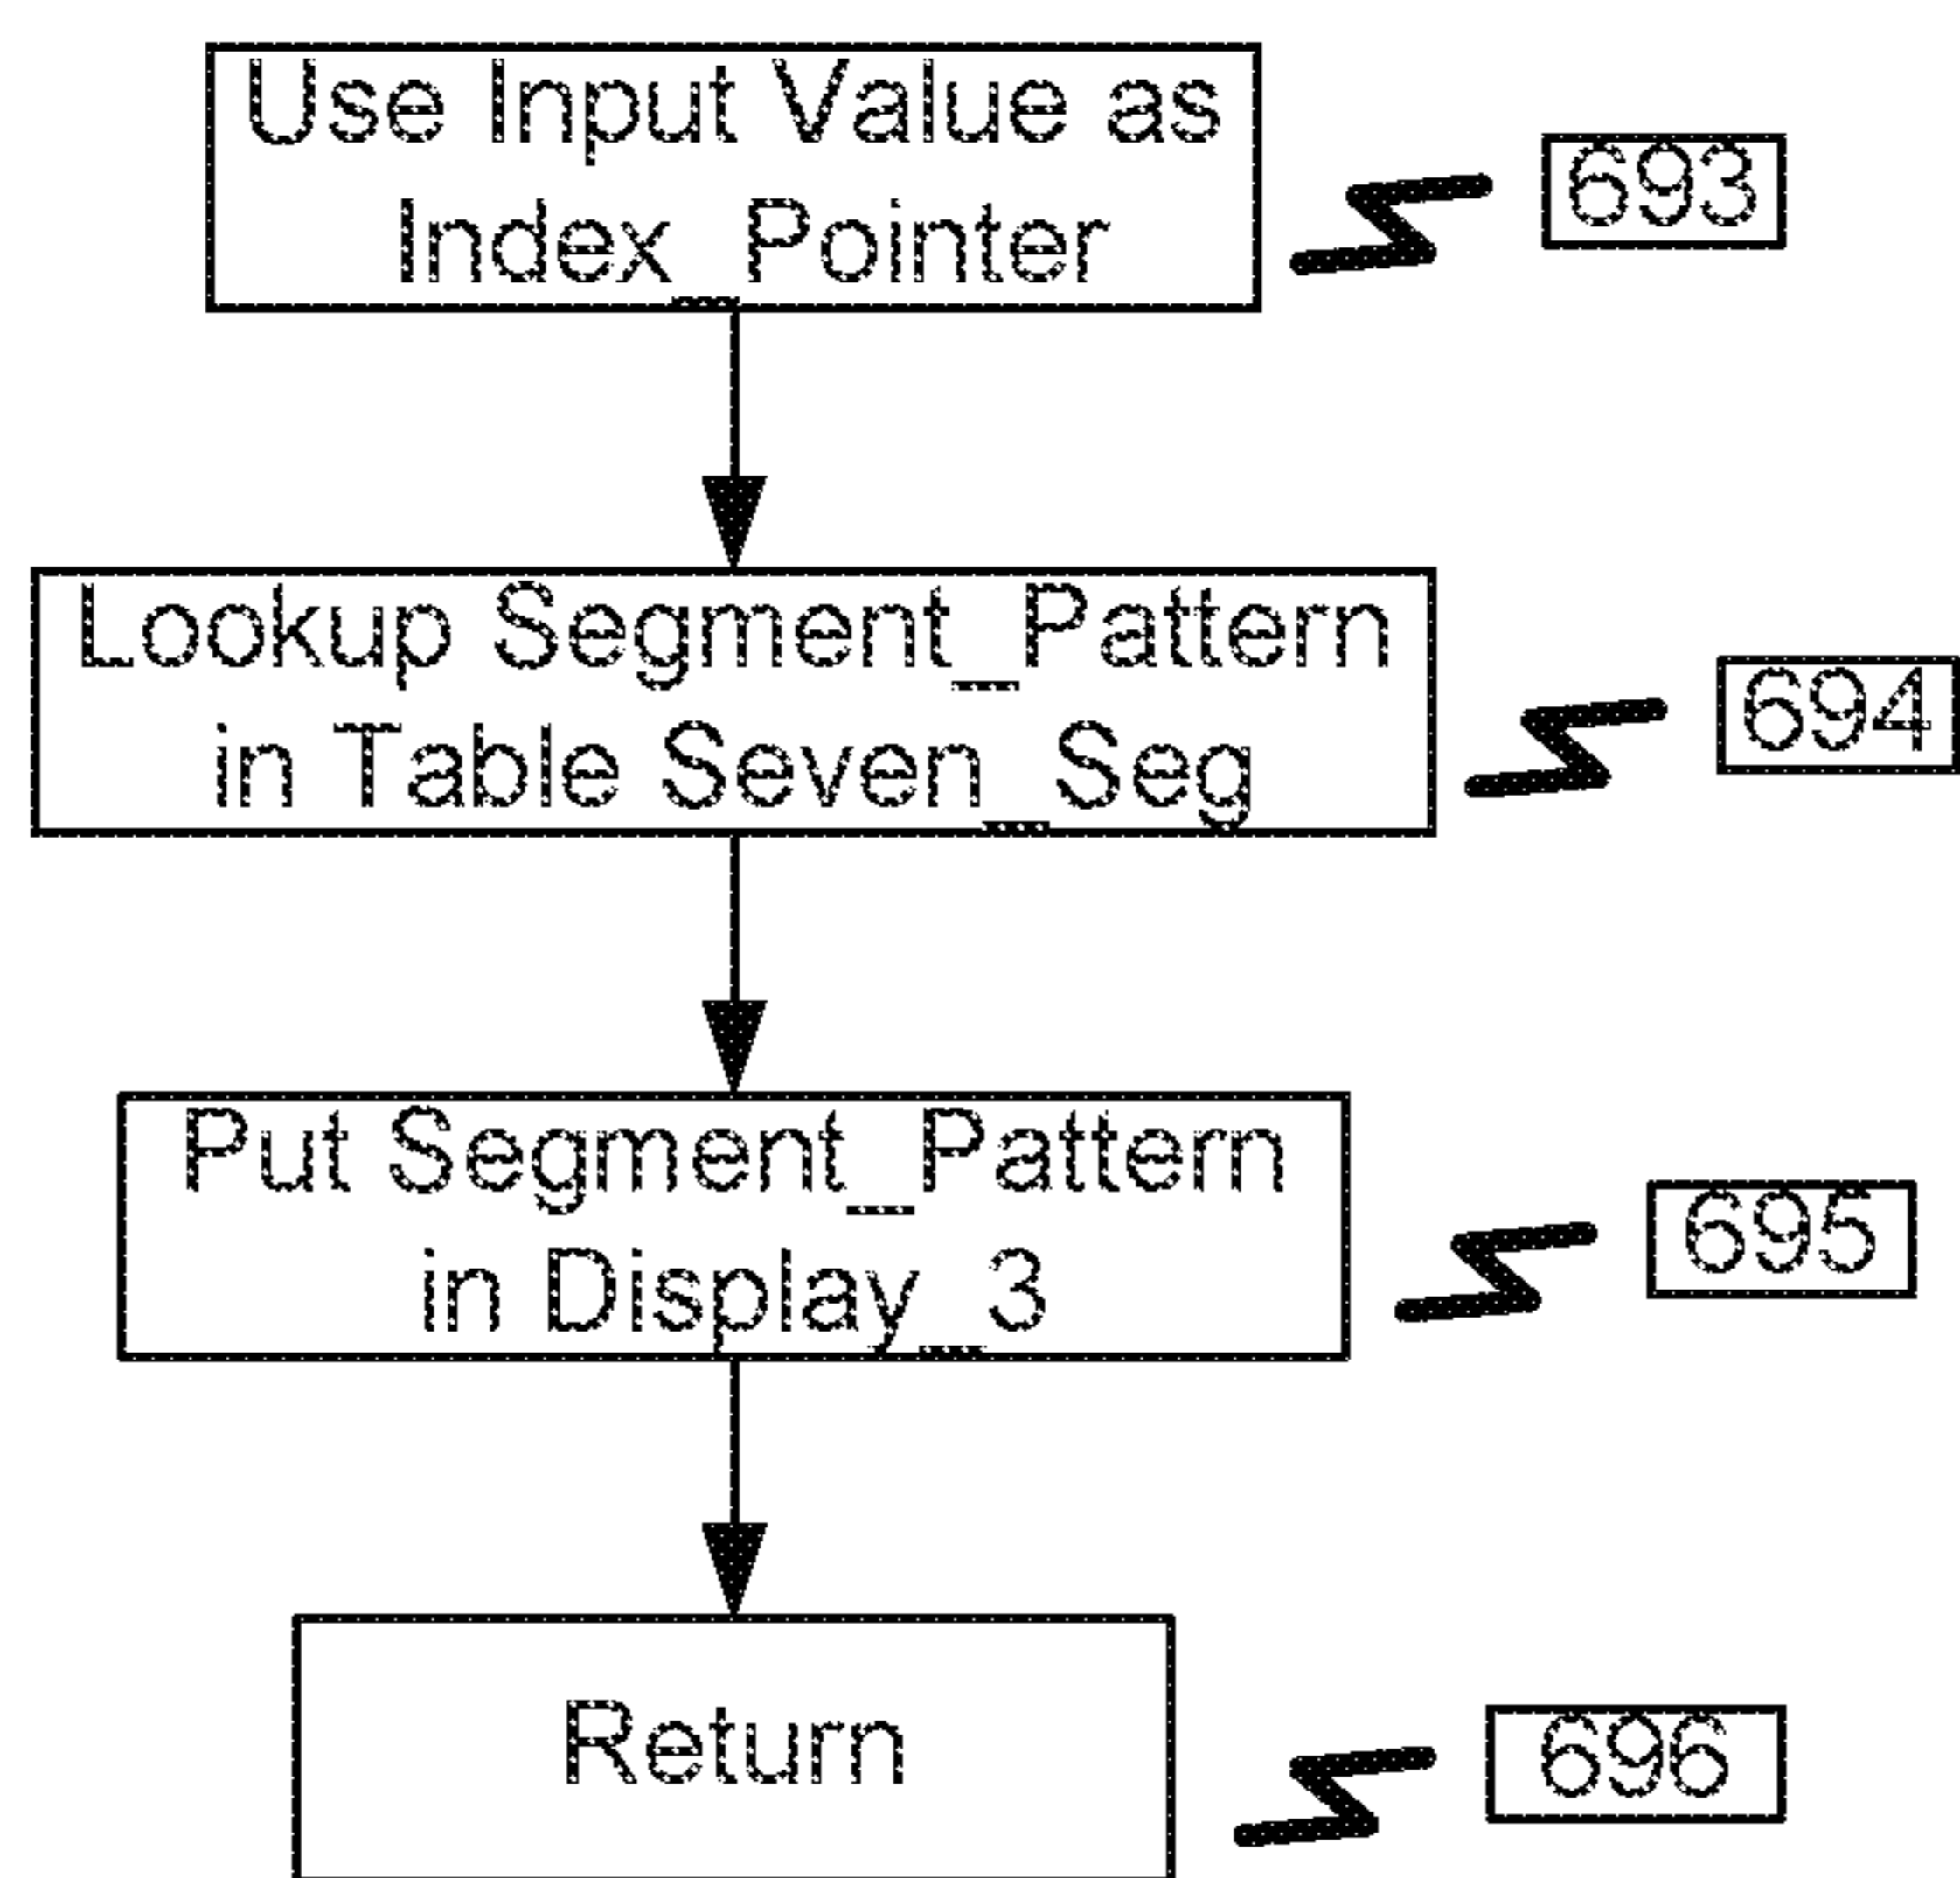 Use Input Value as
Index_Pointer
693
Lookup Segment_Pattern
in Table Seven_Seg
694
Put Segment_Pattern
in Display_3
695
Return
696